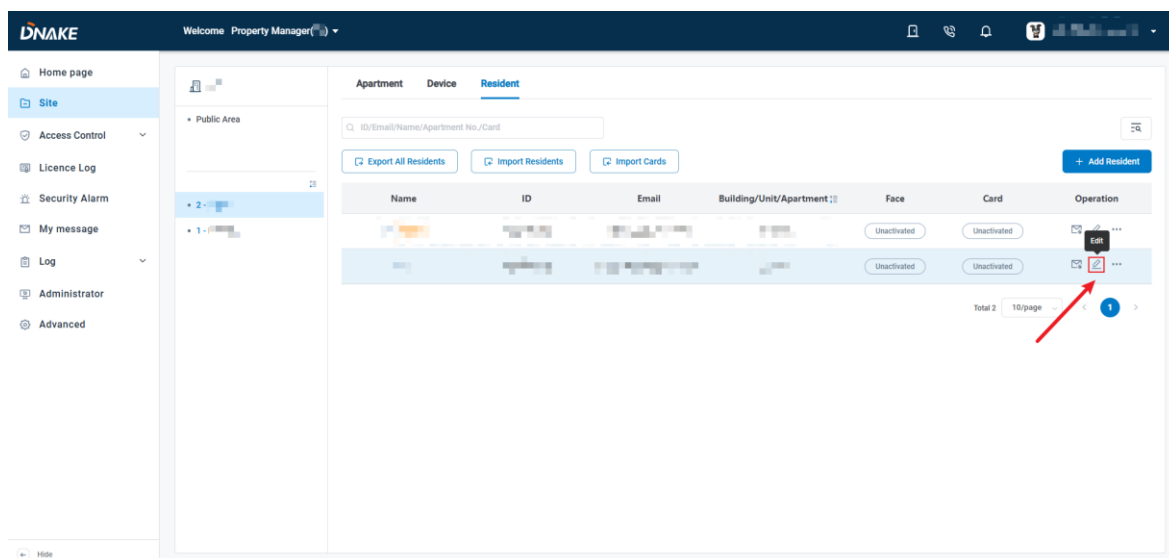 DNAKE
Welcome Property Manager( )
Home page
Site
Access Control
Licence Log
Security Alarm
My message
Log
Administrator
Advanced
Hide
Public Area
2 -
1 -
Apartment Device Resident
ID/Email/Name/Apartment No./Card
Export All Residents Import Residents Import Cards + Add Resident
Name ID Email Building/Unit/Apartment Face Card Operation
Unactivated Unactivated
Edit
Unactivated Unactivated
Total 2 10/page < 1 >